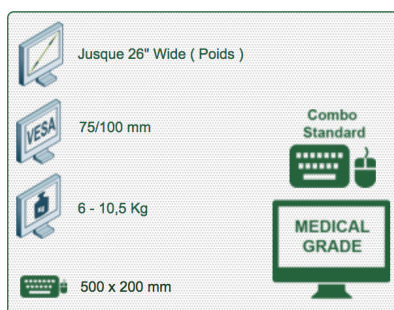 Jusque 26" Wide ( Poids )
VESA
75/100 mm
KG
6 - 10,5 Kg
500 x 200 mm
Combo
Standard
MEDICAL
GRADE